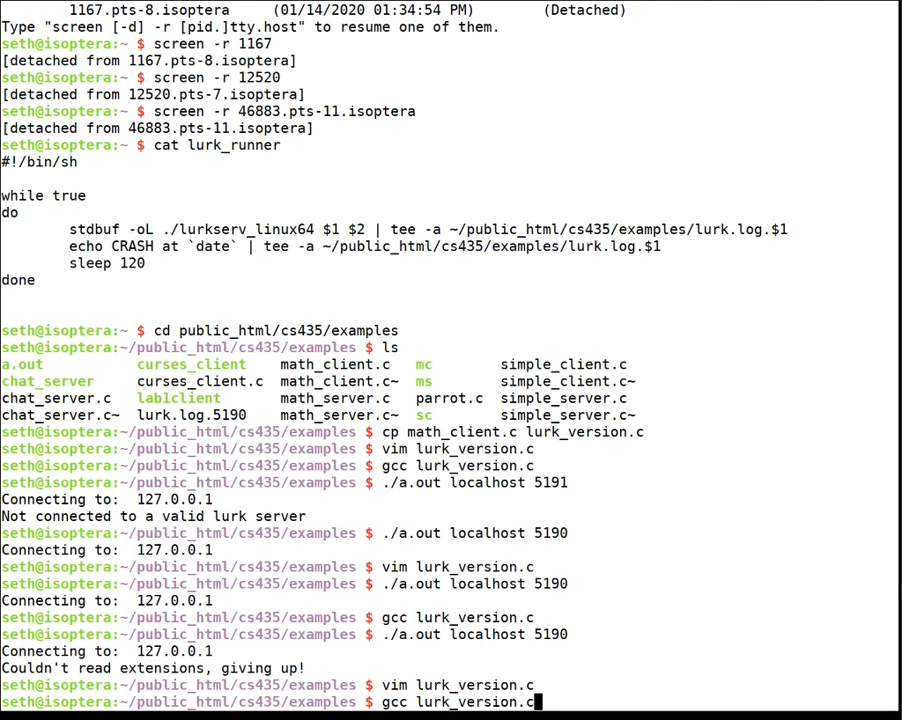 1167.pts-8.isoptera     (01/14/2020 01:34:54 PM)        (Detached)
Type "screen [-d] -r [pid.]tty.host" to resume one of them.
seth@isoptera:~ $ screen -r 1167
[detached from 1167.pts-8.isoptera]
seth@isoptera:~ $ screen -r 12520
[detached from 12520.pts-7.isoptera]
seth@isoptera:~ $ screen -r 46883.pts-11.isoptera
[detached from 46883.pts-11.isoptera]
seth@isoptera:~ $ cat lurk_runner
#!/bin/sh
while true
do
        stdbuf -oL ./lurkserv_linux64 $1 $2 | tee -a ~/public_html/cs435/examples/lurk.log.$1
        echo CRASH at `date` | tee -a ~/public_html/cs435/examples/lurk.log.$1
        sleep 120
done
seth@isoptera:~ $ cd public_html/cs435/examples
seth@isoptera:~/public_html/cs435/examples $ ls
a.out           curses_client    math_client.c   mc        simple_client.c
chat_server     curses_client.c  math_client.c~  ms        simple_client.c~
chat_server.c   lab1client       math_server.c   parrot.c  simple_server.c
chat_server.c~  lurk.log.5190    math_server.c~  sc        simple_server.c~
seth@isoptera:~/public_html/cs435/examples $ cp math_client.c lurk_version.c
seth@isoptera:~/public_html/cs435/examples $ vim lurk_version.c
seth@isoptera:~/public_html/cs435/examples $ gcc lurk_version.c
seth@isoptera:~/public_html/cs435/examples $ ./a.out localhost 5191
Connecting to:  127.0.0.1
Not connected to a valid lurk server
seth@isoptera:~/public_html/cs435/examples $ ./a.out localhost 5190
Connecting to:  127.0.0.1
seth@isoptera:~/public_html/cs435/examples $ vim lurk_version.c
seth@isoptera:~/public_html/cs435/examples $ ./a.out localhost 5190
Connecting to:  127.0.0.1
seth@isoptera:~/public_html/cs435/examples $ gcc lurk_version.c
seth@isoptera:~/public_html/cs435/examples $ ./a.out localhost 5190
Connecting to:  127.0.0.1
Couldn't read extensions, giving up!
seth@isoptera:~/public_html/cs435/examples $ vim lurk_version.c
seth@isoptera:~/public_html/cs435/examples $ gcc lurk_version.c